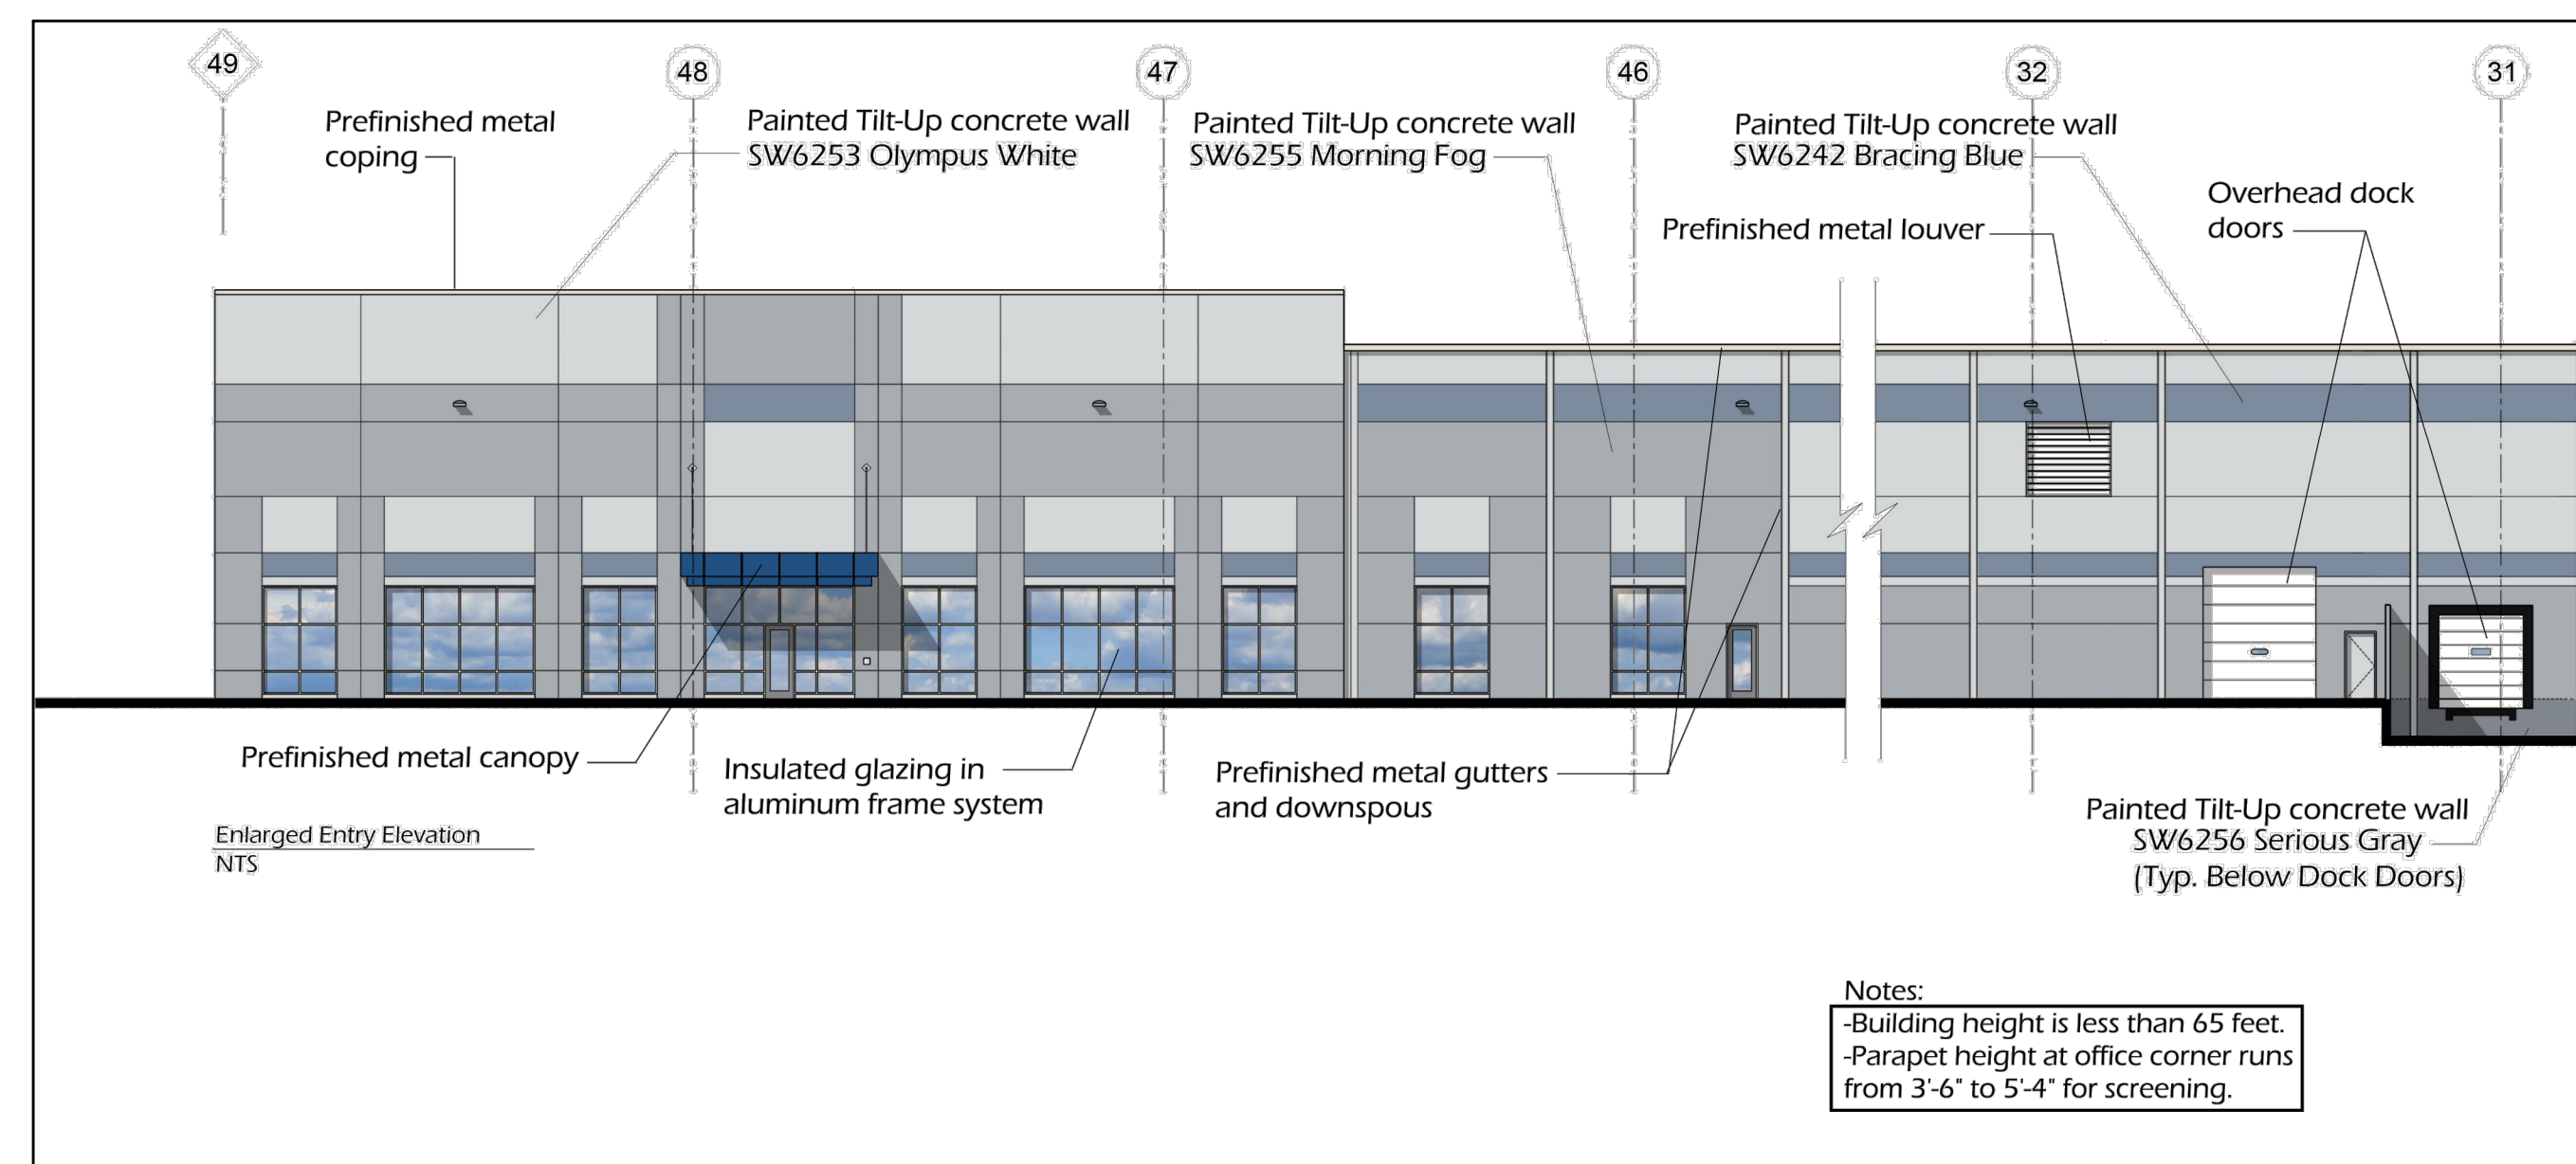 49
48
47
46
32
31
Prefinished metal
coping
Painted Tilt-Up concrete wall
SW6253 Olympus White
Painted Tilt-Up concrete wall
SW6255 Morning Fog
Painted Tilt-Up concrete wall
SW6242 Bracing Blue
Prefinished metal louver
Overhead dock
doors
Prefinished metal canopy
Insulated glazing in
aluminum frame system
Prefinished metal gutters
and downspous
Painted Tilt-Up concrete wall
SW6256 Serious Gray
(Typ. Below Dock Doors)
Enlarged Entry Elevation
NTS
Notes:
-Building height is less than 65 feet.
-Parapet height at office corner runs
from 3'-6" to 5'-4" for screening.